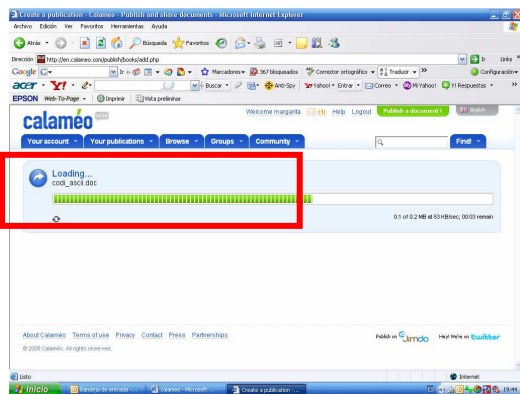 Create a publication - Calaméo - Publish and share documents - Microsoft Internet Explorer
Archivo Edición Ver Favoritos Herramientas Ayuda
Atrás Búsqueda Favoritos
Dirección http://en.calameo.com/publish/books/add.php Ir Links
Google G Ir Marcadores 367 bloqueados Corrector ortográfico Traducir Configuración
acer Y! Buscar Anti-Spy Yahoo! Entrar Correo Mi Yahoo! Y! Respuestas
EPSON Web-To-Page Imprimir Vista preliminar
Welcome margarita (1) Help Logout Publish a document ! English
calaméo
Your account Your publications Browse Groups Community Find!
Loading...
codi_ascii.doc
0.1 of 0.2 MB at 53 KB/sec, 00:03 remain
About Calaméo Terms of use Privacy Contact Press Partnerships
Publish on Jimdo Hey! We're on twitter
© 2008 Calaméo. All rights reserved.
Listo Internet
Inicio Bandeja de entrada -... calameo - Microsoft ... Create a publication -... ES 19:44